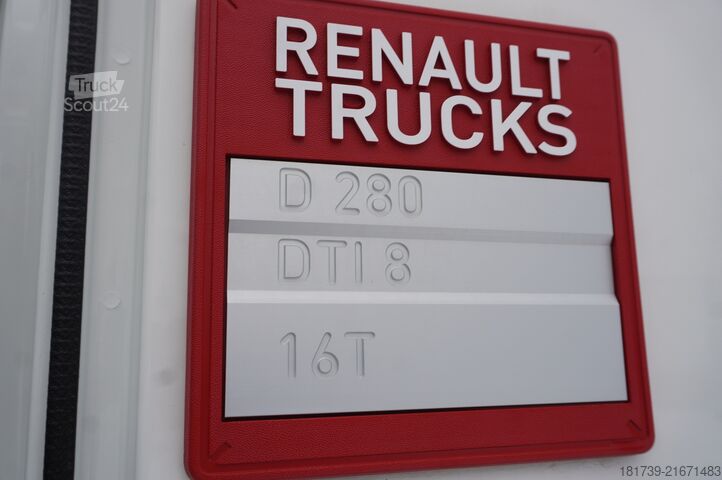 RENAULT
TRUCKS
D 280
DTI 8
16T
Truck
Scout24
181739-21671483